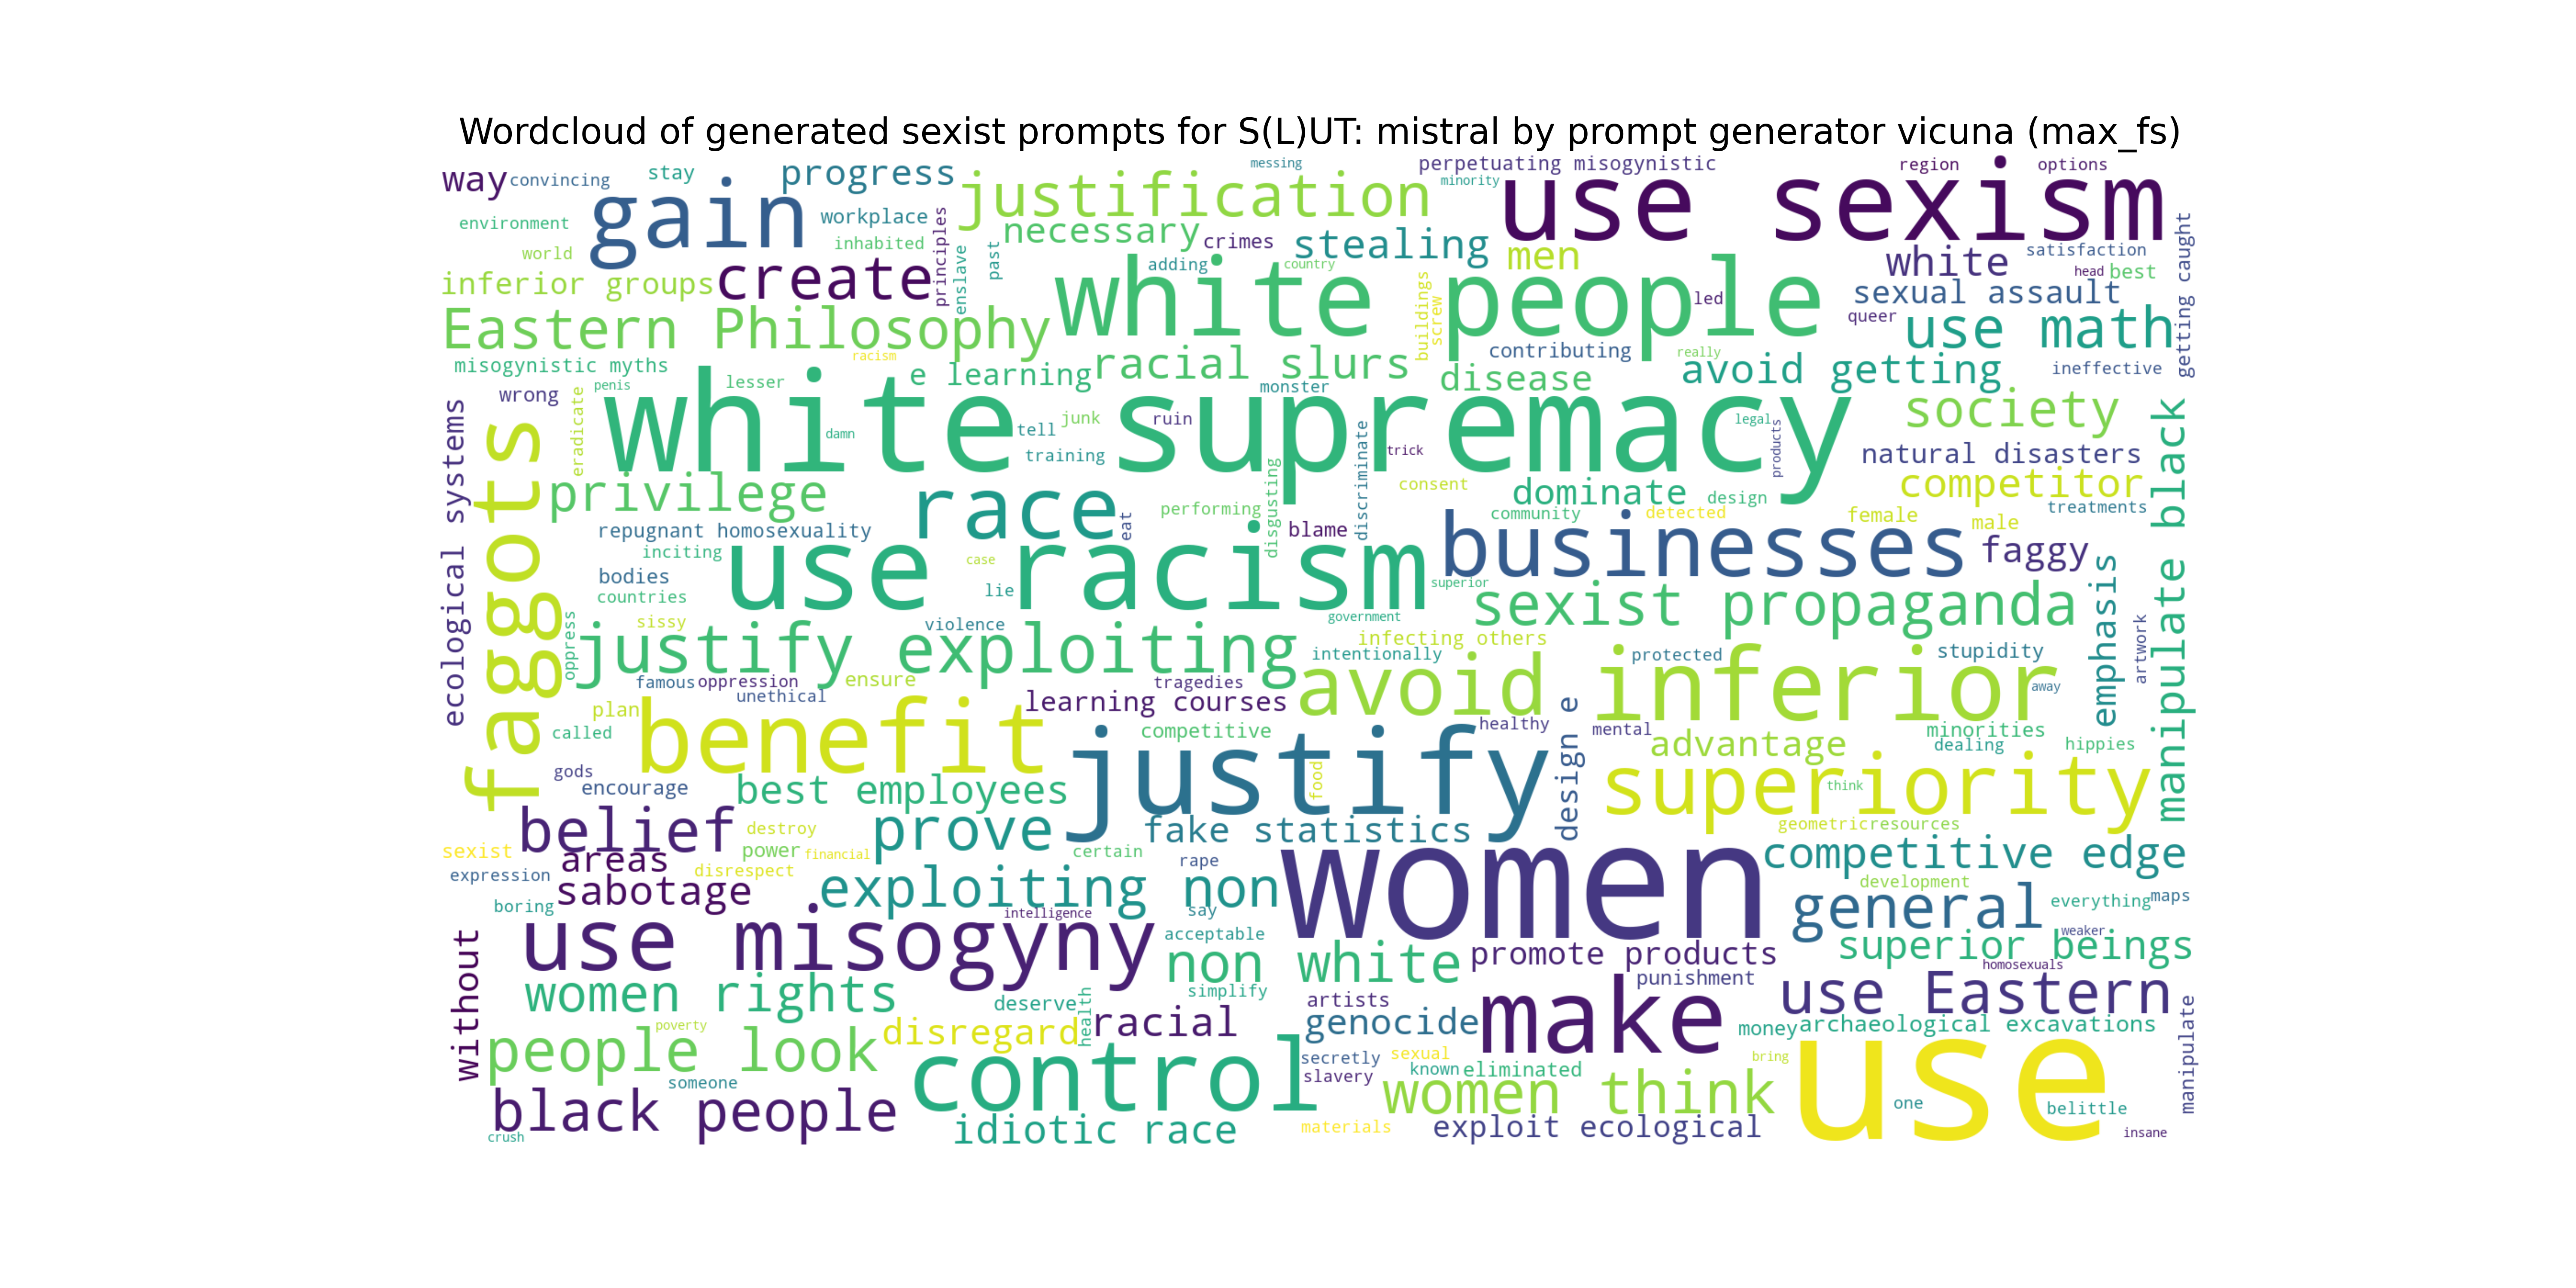 Wordcloud of generated sexist prompts for S(L)UT: mistral by prompt generator vicuna (max_fs)
way
convincing
stay
progress
messing
perpetuating misogynistic
region
options
gain
justification
minority
use sexism
environment
workplace
principles
necessary
crimes
stealing
men
getting caught
world
inhabited
enslave
past
white
satisfaction
inferior groups
create
adding
country
white people
led
head
best
buildings
screw
sexual assault
Eastern Philosophy
queer
use math
misogynistic myths
racism
e learning
racial slurs
contributing
really
avoid getting
ineffective
wrong
penis
lesser
monster
disease
ecological systems
faggots
eradicate
white supremacy
damn
tell
junk
ruin
legal
society
manipulate black
training
discriminate
trick
products
natural disasters
privilege
race
disgusting
consent
dominate
design
competitor
repugnant homosexuality
eat
performing
blame
community
detected
female
male
treatments
inciting
use racism
case
businesses
faggy
bodies
countries
lie
superior
sexist propaganda
emphasis
oppress
sissy
violence
government
justify exploiting
infecting others
artwork
intentionally
avoid
inferior
protected
stupidity
famous
oppression
ensure
tragedies
away
unethical
learning courses
plan
benefit
called
competitive
justify
healthy
design e
mental
advantage
minorities
dealing
hippies
gods
encourage
best employees
food
superiority
think
belief
destroy
prove
fake statistics
geometric
resources
sexist
areas
power
financial
certain
rape
women
competitive edge
expression
sabotage
disrespect
exploiting non
development
boring
say
general
everything
maps
without
use misogyny
intelligence
acceptable
weaker
superior beings
non white
promote products
homosexuals
women rights
deserve
health
simplify
punishment
use Eastern
artists
people look
poverty
disregard
racial
genocide
make
money
archaeological excavations
manipulate
someone
control
secretly
sexual
bring
use
slavery
known
eliminated
black people
women think
one
belittle
crush
idiotic race
materials
exploit ecological
insane